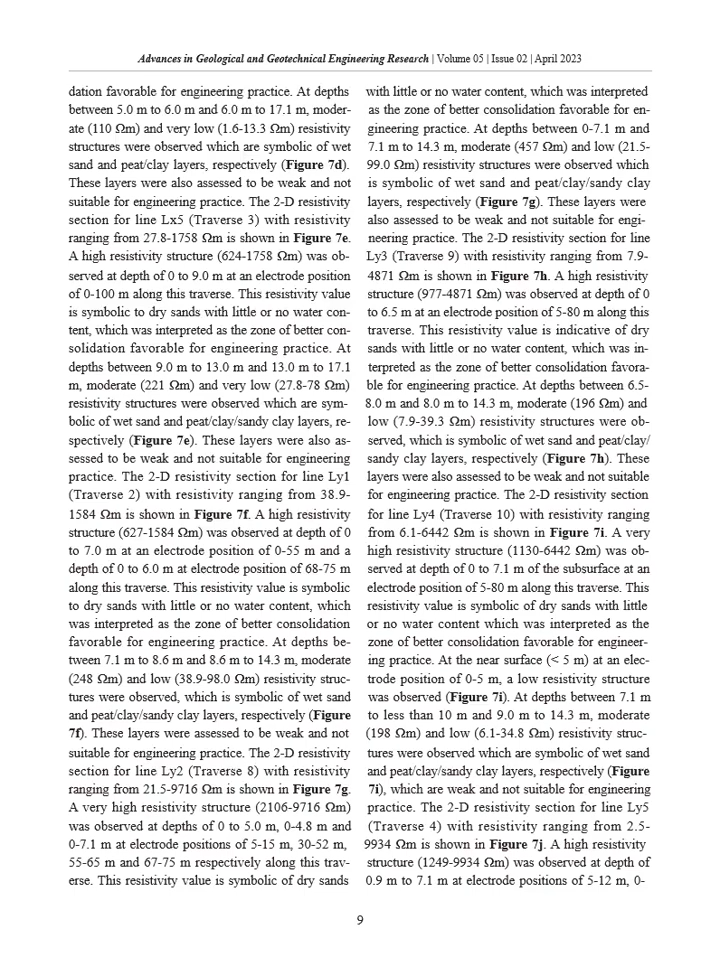 Advances in Geological and Geotechnical Engineering Research | Volume 05 | Issue 02 | April 2023
dation favorable for engineering practice. At depths
between 5.0 m to 6.0 m and 6.0 m to 17.1 m, moder-
ate (110 Ωm) and very low (1.6-13.3 Ωm) resistivity
structures were observed which are symbolic of wet
sand and peat/clay layers, respectively (Figure 7d).
These layers were also assessed to be weak and not
suitable for engineering practice. The 2-D resistivity
section for line Lx5 (Traverse 3) with resistivity
ranging from 27.8-1758 Ωm is shown in Figure 7e.
A high resistivity structure (624-1758 Ωm) was ob-
served at depth of 0 to 9.0 m at an electrode position
of 0-100 m along this traverse. This resistivity value
is symbolic to dry sands with little or no water con-
tent, which was interpreted as the zone of better con-
solidation favorable for engineering practice. At
depths between 9.0 m to 13.0 m and 13.0 m to 17.1
m, moderate (221 Ωm) and very low (27.8-78 Ωm)
resistivity structures were observed which are sym-
bolic of wet sand and peat/clay/sandy clay layers, re-
spectively (Figure 7e). These layers were also as-
sessed to be weak and not suitable for engineering
practice. The 2-D resistivity section for line Ly1
(Traverse 2) with resistivity ranging from 38.9-
1584 Ωm is shown in Figure 7f. A high resistivity
structure (627-1584 Ωm) was observed at depth of 0
to 7.0 m at an electrode position of 0-55 m and a
depth of 0 to 6.0 m at electrode position of 68-75 m
along this traverse. This resistivity value is symbolic
to dry sands with little or no water content, which
was interpreted as the zone of better consolidation
favorable for engineering practice. At depths be-
tween 7.1 m to 8.6 m and 8.6 m to 14.3 m, moderate
(248 Ωm) and low (38.9-98.0 Ωm) resistivity struc-
tures were observed, which is symbolic of wet sand
and peat/clay/sandy clay layers, respectively (Figure
7f). These layers were assessed to be weak and not
suitable for engineering practice. The 2-D resistivity
section for line Ly2 (Traverse 8) with resistivity
ranging from 21.5-9716 Ωm is shown in Figure 7g.
A very high resistivity structure (2106-9716 Ωm)
was observed at depths of 0 to 5.0 m, 0-4.8 m and
0-7.1 m at electrode positions of 5-15 m, 30-52 m,
55-65 m and 67-75 m respectively along this trav-
erse. This resistivity value is symbolic of dry sands
with little or no water content, which was interpreted
as the zone of better consolidation favorable for en-
gineering practice. At depths between 0-7.1 m and
7.1 m to 14.3 m, moderate (457 Ωm) and low (21.5-
99.0 Ωm) resistivity structures were observed which
is symbolic of wet sand and peat/clay/sandy clay
layers, respectively (Figure 7g). These layers were
also assessed to be weak and not suitable for engi-
neering practice. The 2-D resistivity section for line
Ly3 (Traverse 9) with resistivity ranging from 7.9-
4871 Ωm is shown in Figure 7h. A high resistivity
structure (977-4871 Ωm) was observed at depth of 0
to 6.5 m at an electrode position of 5-80 m along this
traverse. This resistivity value is indicative of dry
sands with little or no water content, which was in-
terpreted as the zone of better consolidation favora-
ble for engineering practice. At depths between 6.5-
8.0 m and 8.0 m to 14.3 m, moderate (196 Ωm) and
low (7.9-39.3 Ωm) resistivity structures were ob-
served, which is symbolic of wet sand and peat/clay/
sandy clay layers, respectively (Figure 7h). These
layers were also assessed to be weak and not suitable
for engineering practice. The 2-D resistivity section
for line Ly4 (Traverse 10) with resistivity ranging
from 6.1-6442 Ωm is shown in Figure 7i. A very
high resistivity structure (1130-6442 Ωm) was ob-
served at depth of 0 to 7.1 m of the subsurface at an
electrode position of 5-80 m along this traverse. This
resistivity value is symbolic of dry sands with little
or no water content which was interpreted as the
zone of better consolidation favorable for engineer-
ing practice. At the near surface (< 5 m) at an elec-
trode position of 0-5 m, a low resistivity structure
was observed (Figure 7i). At depths between 7.1 m
to less than 10 m and 9.0 m to 14.3 m, moderate
(198 Ωm) and low (6.1-34.8 Ωm) resistivity struc-
tures were observed which are symbolic of wet sand
and peat/clay/sandy clay layers, respectively (Figure
7i), which are weak and not suitable for engineering
practice. The 2-D resistivity section for line Ly5
(Traverse 4) with resistivity ranging from 2.5-
9934 Ωm is shown in Figure 7j. A high resistivity
structure (1249-9934 Ωm) was observed at depth of
0.9 m to 7.1 m at electrode positions of 5-12 m, 0-
9